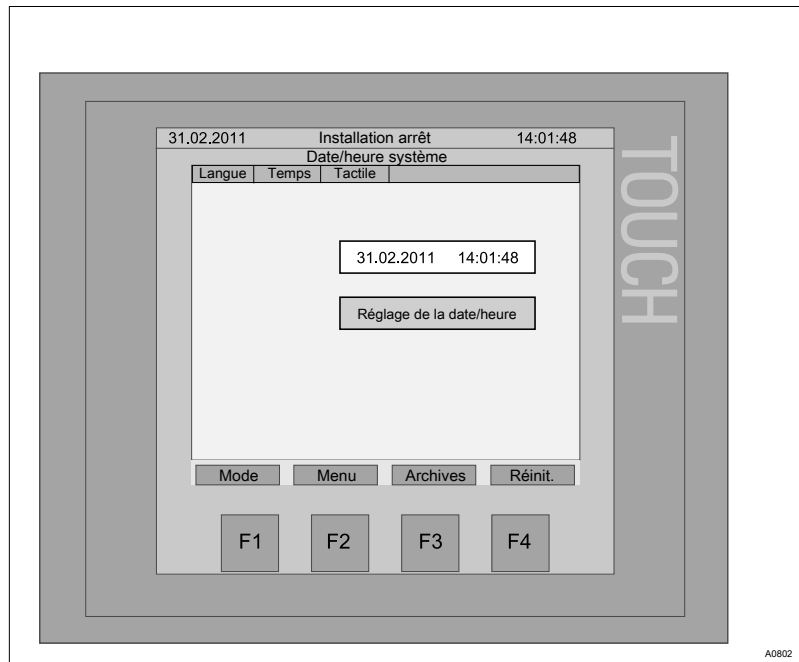 31.02.2011 Installation arrêt 14:01:48
Date/heure système
Langue Temps Tactile
31.02.2011 14:01:48
Réglage de la date/heure
Mode Menu Archives Réinit.
F1 F2 F3 F4
TOUCH
A0802